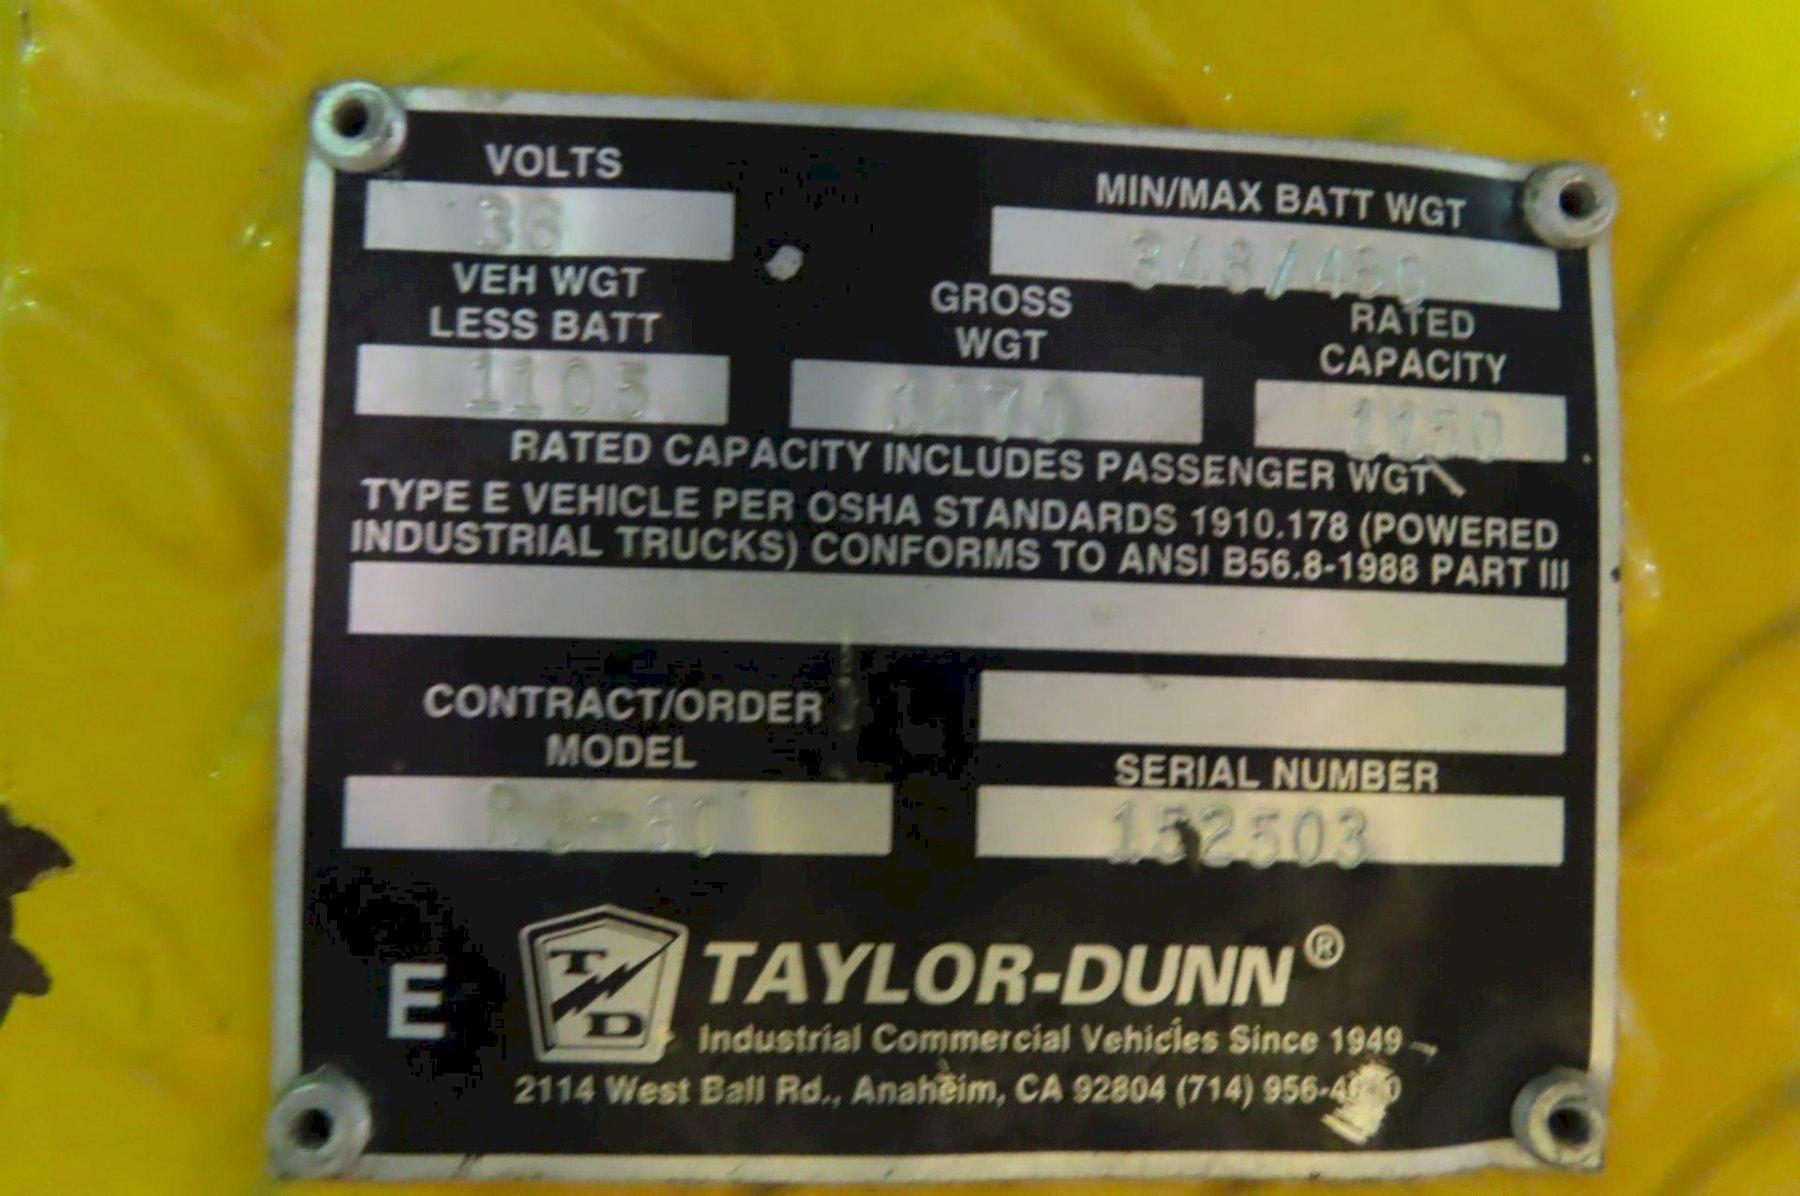 VOLTS
MIN/MAX BATT WGT
36
VEH WGT
LESS BATT
GROSS
WGT
RATED
CAPACITY
1105
1150
RATED CAPACITY INCLUDES PASSENGER WGT
TYPE E VEHICLE PER OSHA STANDARDS 1910.178 (POWERED
INDUSTRIAL TRUCKS) CONFORMS TO ANSI B56.8-1988 PART III
CONTRACT/ORDER
MODEL
SERIAL NUMBER
152503
E
T D
TAYLOR-DUNN®
Industrial Commercial Vehicles Since 1949
2114 West Ball Rd., Anaheim, CA 92804 (714)